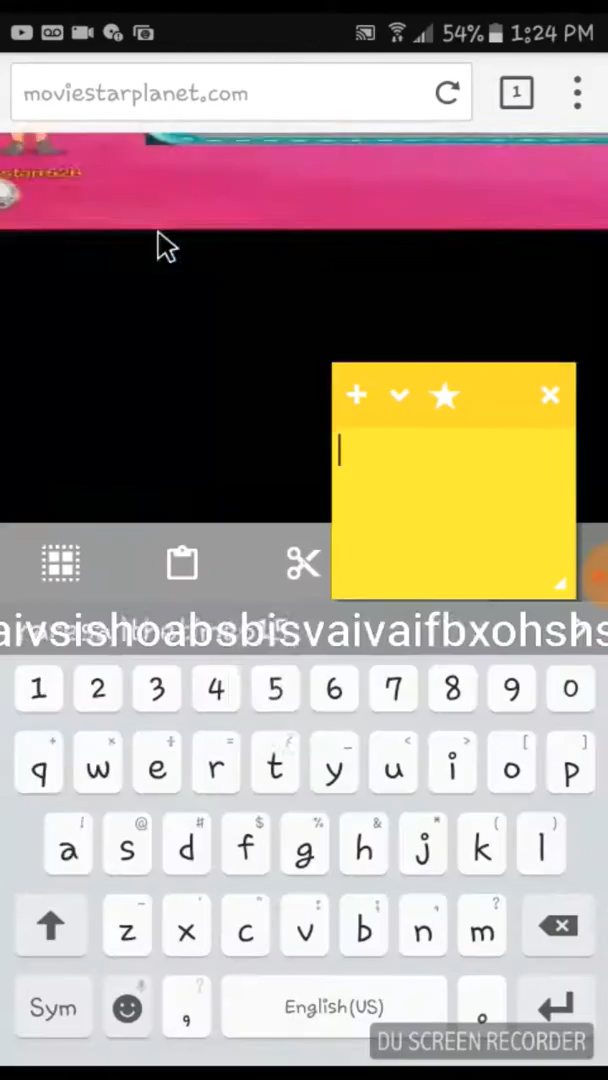 54% 1:24 PM
moviestarplanet.com
1
aivsishoabsbisvaivaifbxohshs
1 2 3 4 5 6 7 8 9 0
q w e r t y u i o p
a s d f g h j k l
z x c v b n m
Sym , English(US) .
DU SCREEN RECORDER